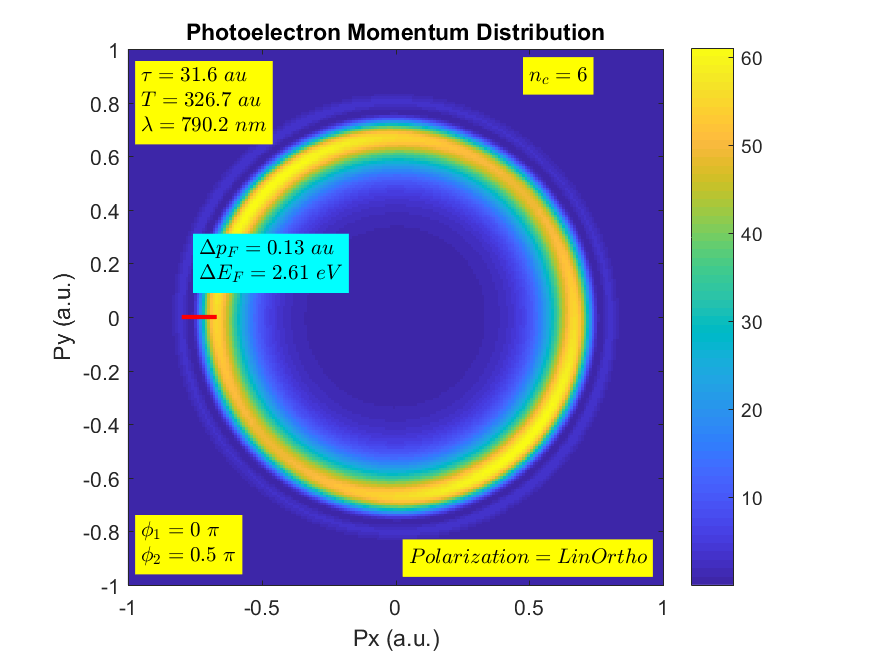 Photoelectron Momentum Distribution
τ = 31.6 au
T = 326.7 au
λ = 790.2 nm
n_c = 6
Δp_F = 0.13 au
ΔE_F = 2.61 eV
ϕ_1 = 0 π
ϕ_2 = 0.5 π
Polarization = LinOrtho
Py (a.u.)
1
0.8
0.6
0.4
0.2
0
-0.2
-0.4
-0.6
-0.8
-1
-1
-0.5
0
0.5
1
Px (a.u.)
60
50
40
30
20
10